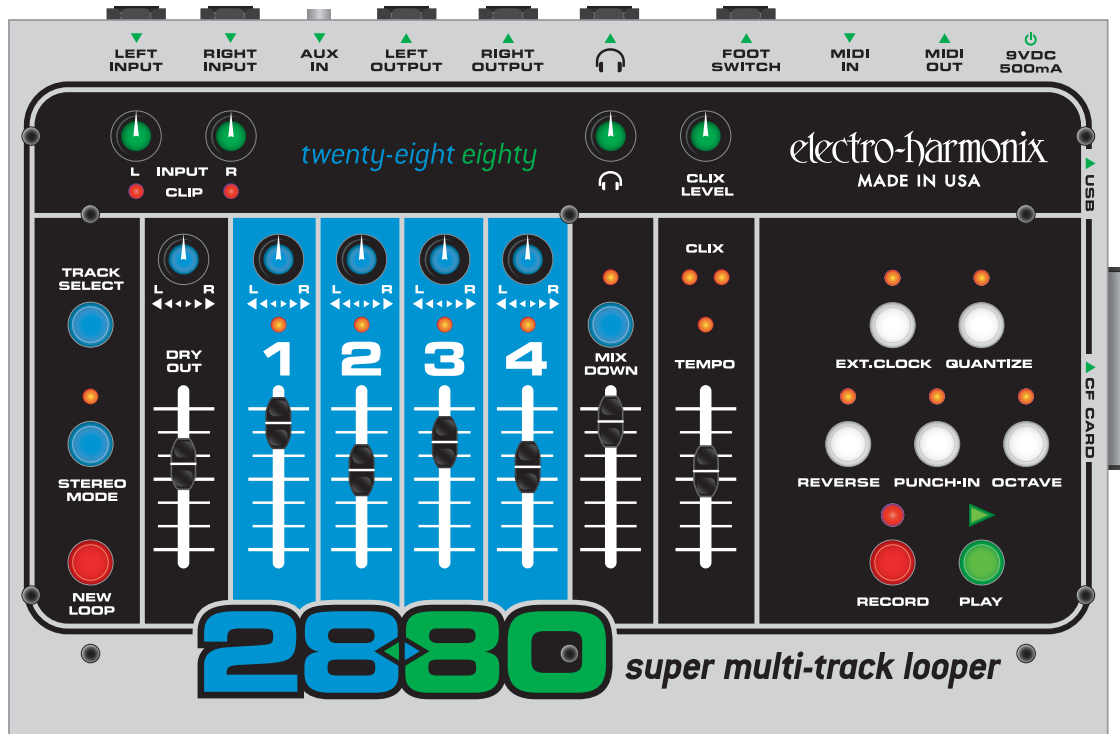 LEFT
INPUT
RIGHT
INPUT
AUX
IN
LEFT
OUTPUT
RIGHT
OUTPUT
FOOT
SWITCH
MIDI
IN
MIDI
OUT
9VDC
500mA
L INPUT R
CLIP
twenty-eight eighty
CLIX
LEVEL
electro-harmonix
MADE IN USA
USB
CF CARD
TRACK
SELECT
STEREO
MODE
NEW
LOOP
L R
DRY
OUT
L R
1
L R
2
L R
3
L R
4
MIX
DOWN
CLIX
TEMPO
EXT.CLOCK QUANTIZE
REVERSE PUNCH-IN OCTAVE
RECORD PLAY
2880
super multi-track looper